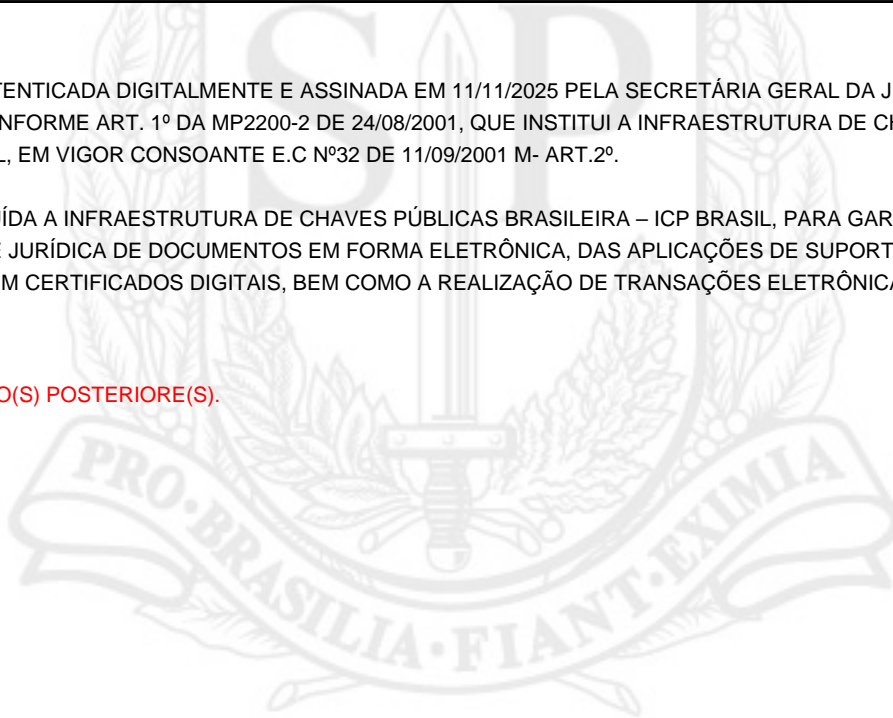 TENTICADA DIGITALMENTE E ASSINADA EM 11/11/2025 PELA SECRETÁRIA GERAL DA J
NFORME ART. 1º DA MP2200-2 DE 24/08/2001, QUE INSTITUI A INFRAESTRUTURA DE CH
L, EM VIGOR CONSOANTE E.C Nº32 DE 11/09/2001 M- ART.2º.
UÍDA A INFRAESTRUTURA DE CHAVES PÚBLICAS BRASILEIRA – ICP BRASIL, PARA GAR
E JURÍDICA DE DOCUMENTOS EM FORMA ELETRÔNICA, DAS APLICAÇÕES DE SUPORT
M CERTIFICADOS DIGITAIS, BEM COMO A REALIZAÇÃO DE TRANSAÇÕES ELETRÔNICA
O(S) POSTERIORE(S).
SP
PRO·BRASILIA·FIANT·EXIMIA